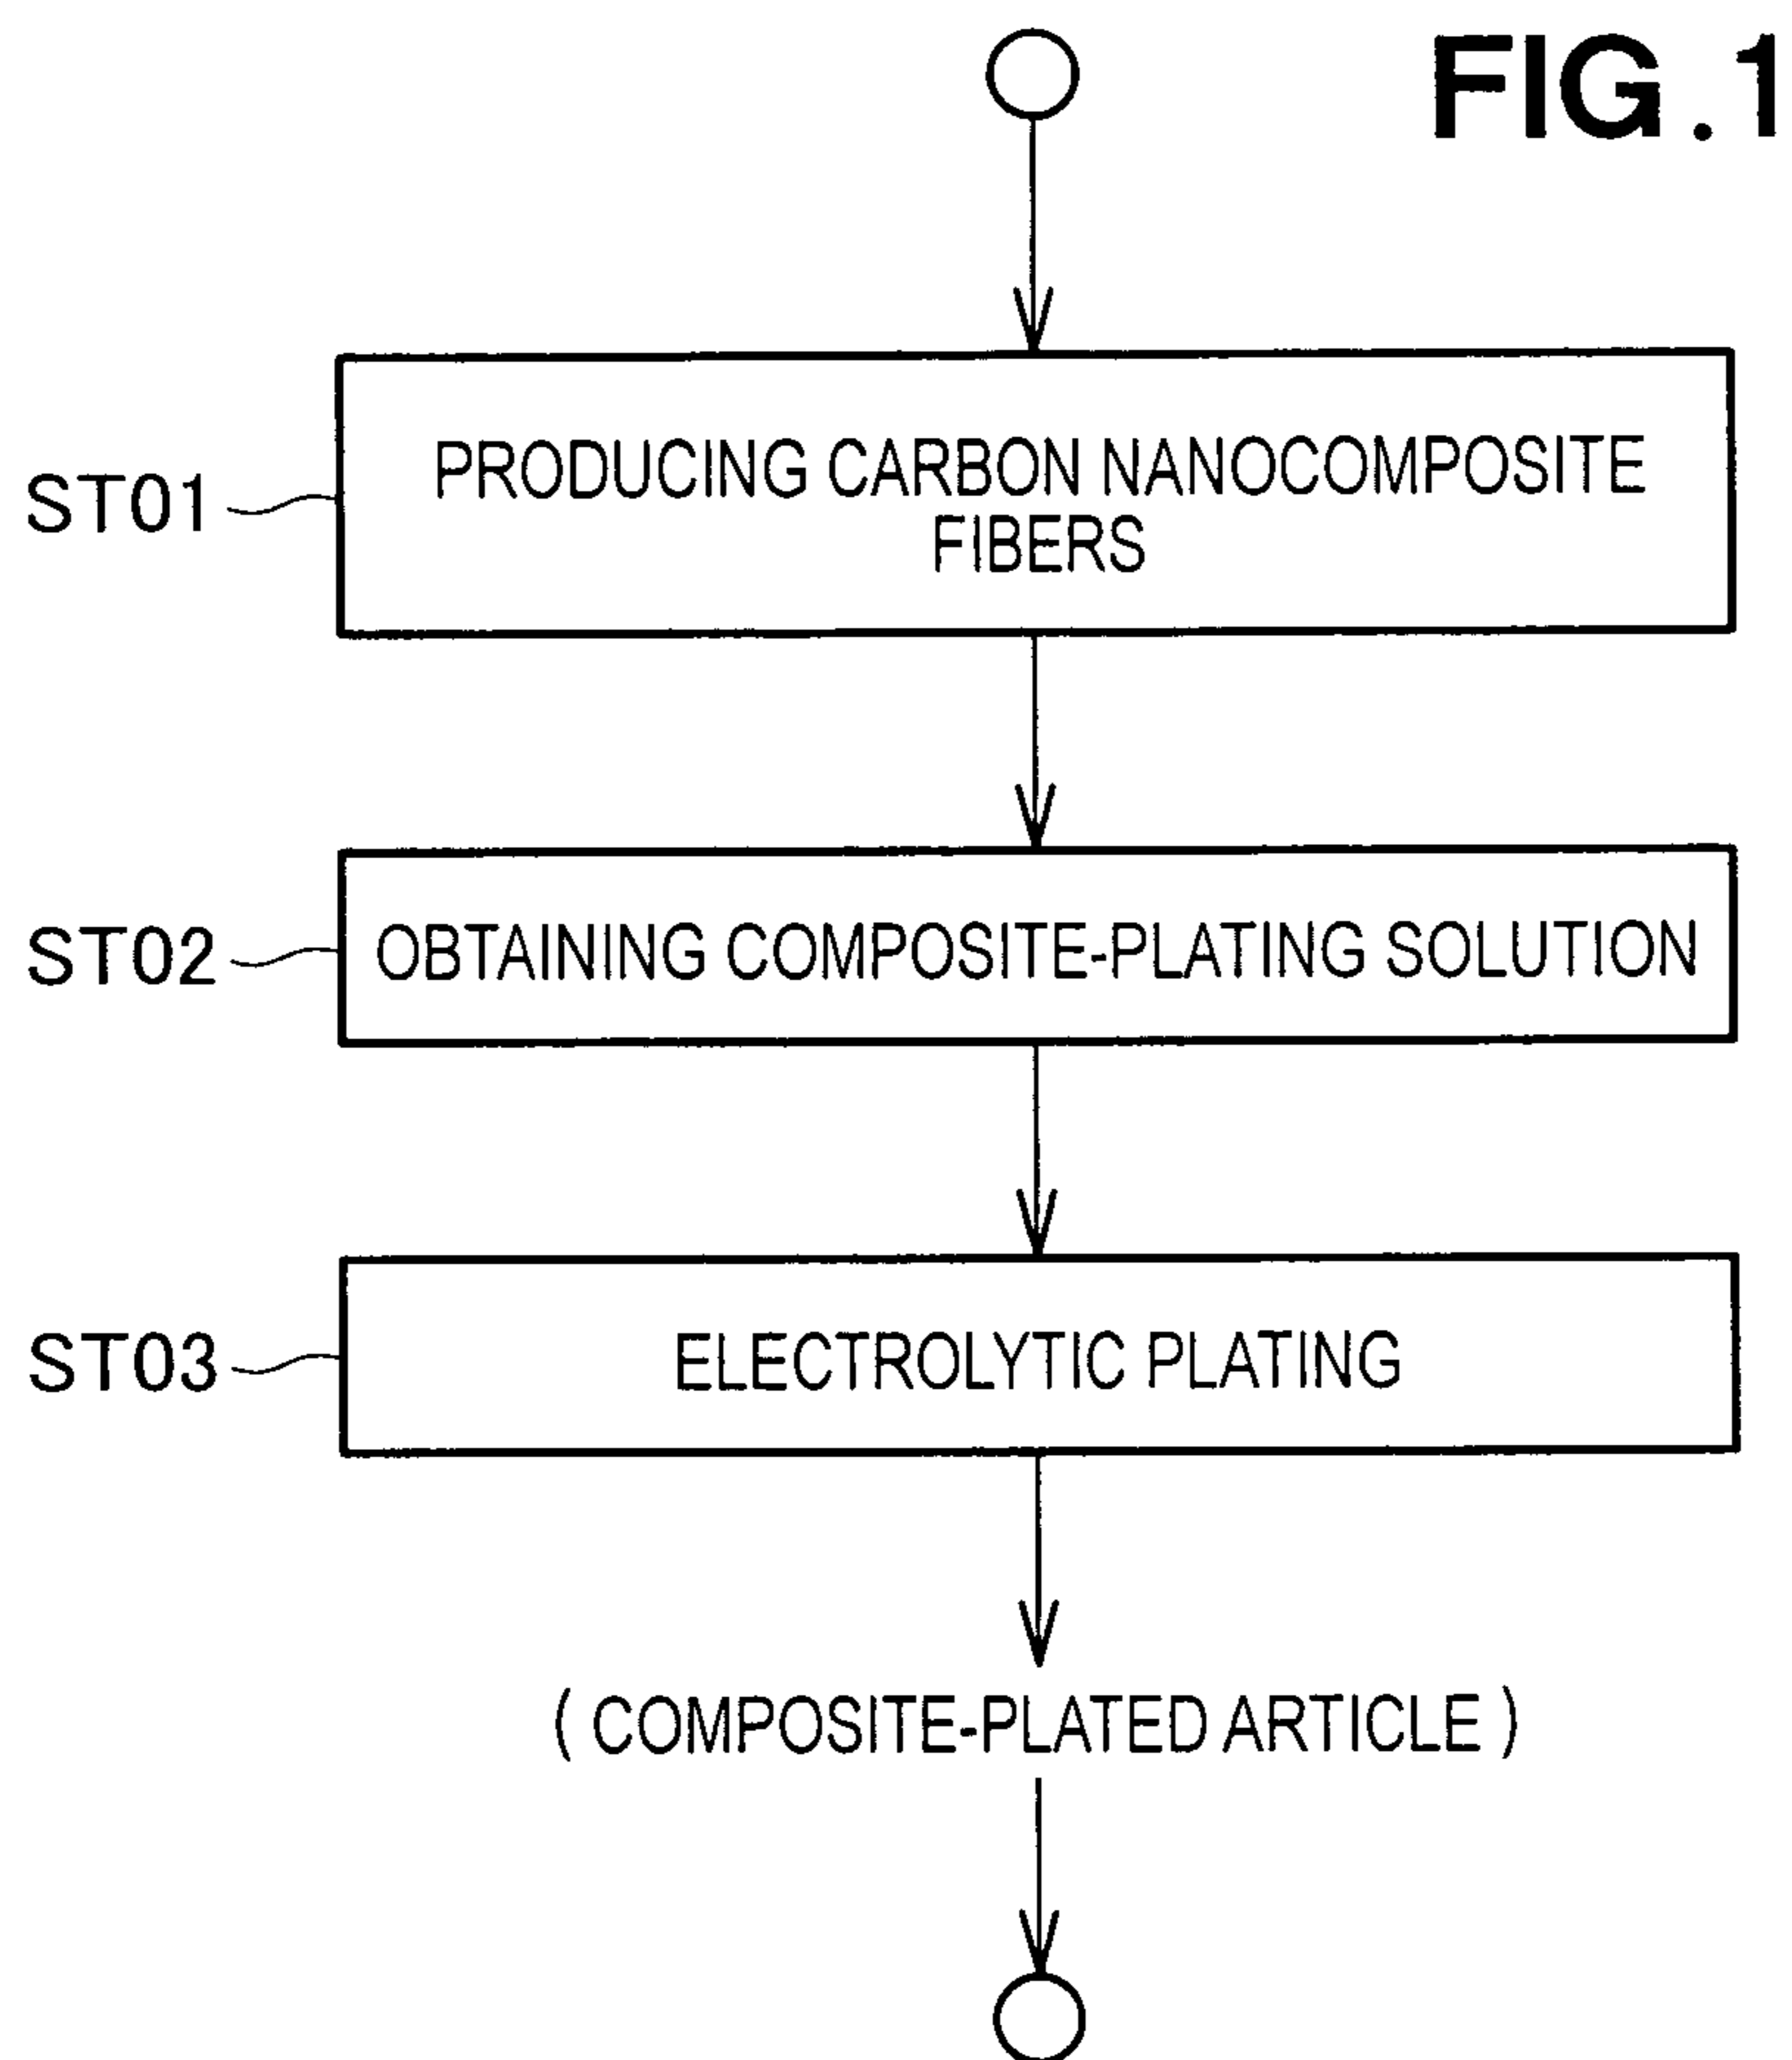 FIG.1
ST01
PRODUCING CARBON NANOCOMPOSITE
FIBERS
ST02
OBTAINING COMPOSITE-PLATING SOLUTION
ST03
ELECTROLYTIC PLATING
( COMPOSITE-PLATED ARTICLE )